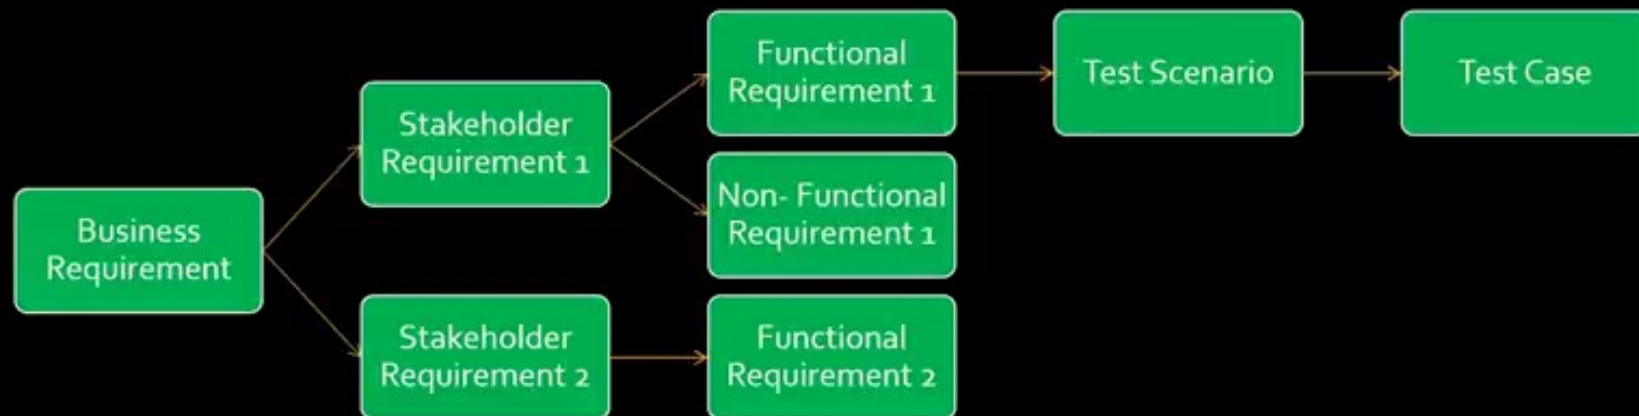 Functional
Requirement 1
Test Scenario
Test Case
Stakeholder
Requirement 1
Non- Functional
Requirement 1
Business
Requirement
Stakeholder
Requirement 2
Functional
Requirement 2